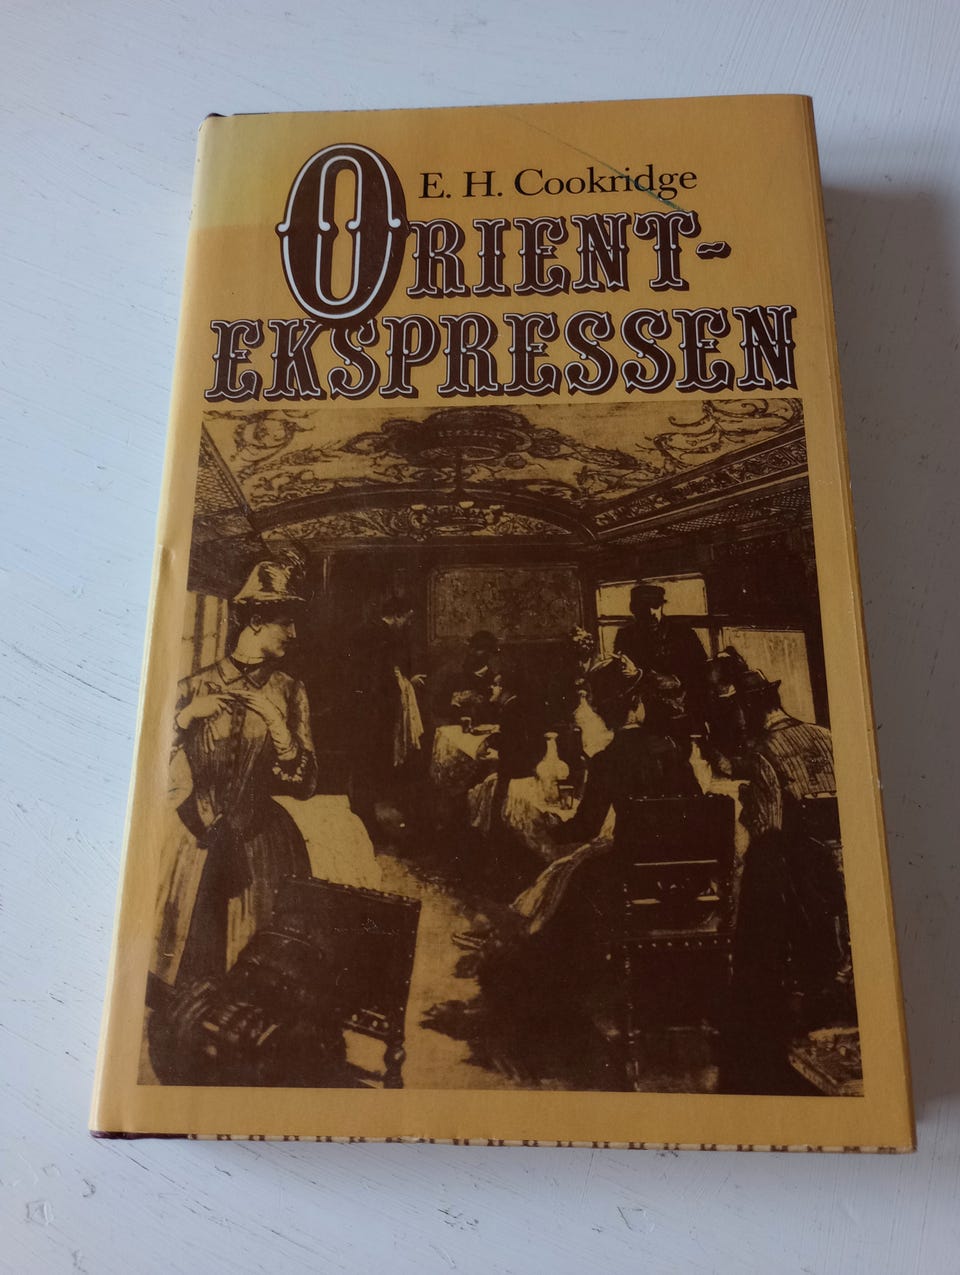 E. H. Cookridge
ORIENT-
EKSPRESSEN